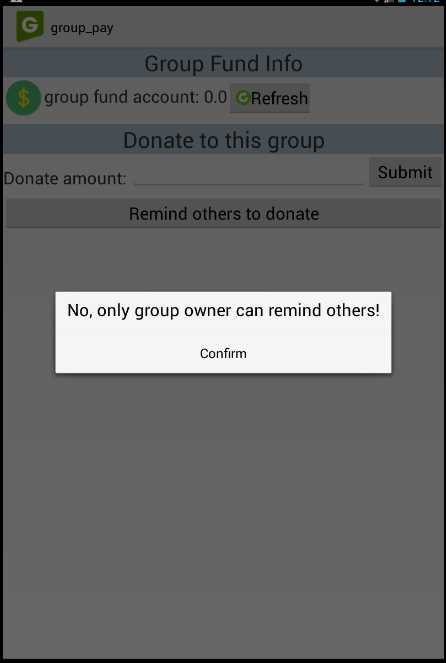 group_pay
Group Fund Info
group fund account: 0.0 Refresh
Donate to this group
Donate amount: Submit
Remind others to donate
No, only group owner can remind others!
Confirm